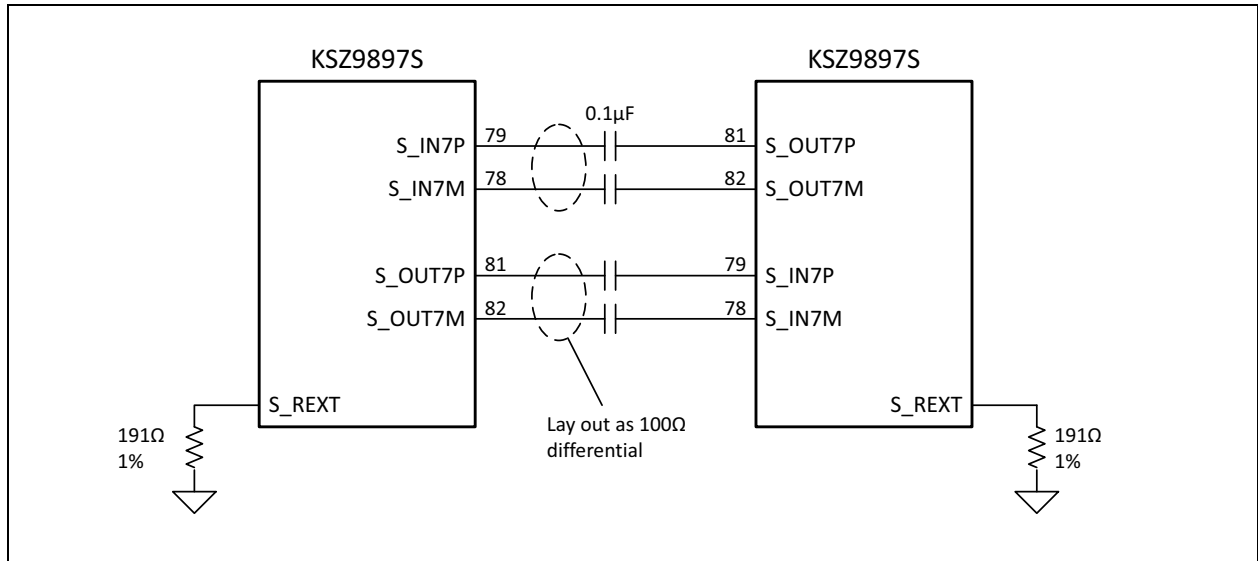 KSZ9897S
KSZ9897S
0.1µF
S_IN7P 79 81 S_OUT7P
S_IN7M 78 82 S_OUT7M
S_OUT7P 81 79 S_IN7P
S_OUT7M 82 78 S_IN7M
S_REXT S_REXT
Lay out as 100Ω
differential
191Ω
1%
191Ω
1%